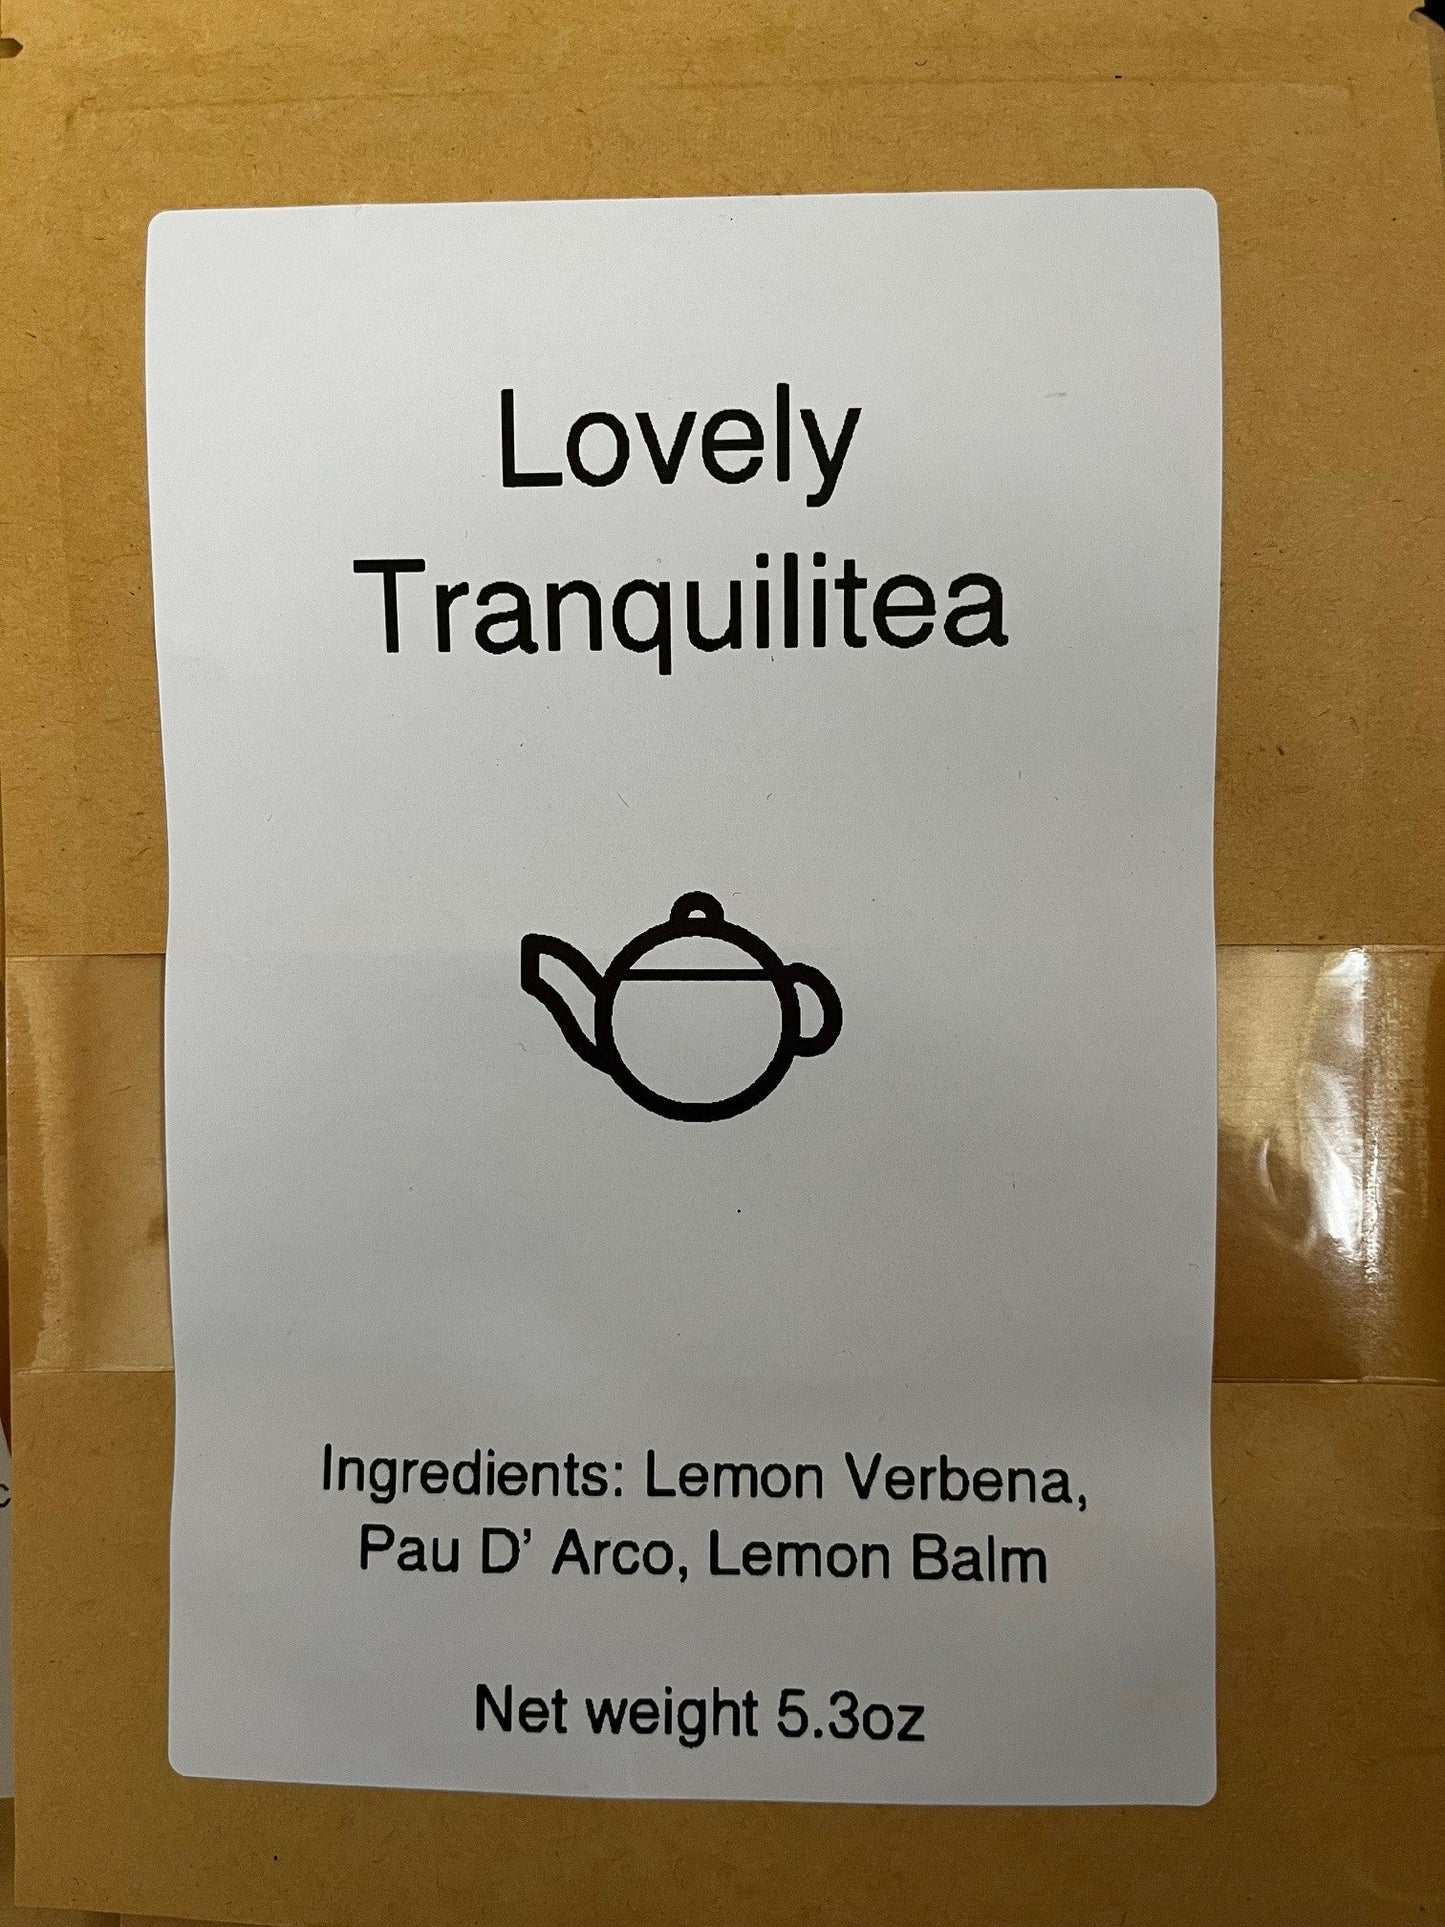 Lovely
Tranquilitea
Ingredients: Lemon Verbena,
Pau D’ Arco, Lemon Balm
Net weight 5.3oz